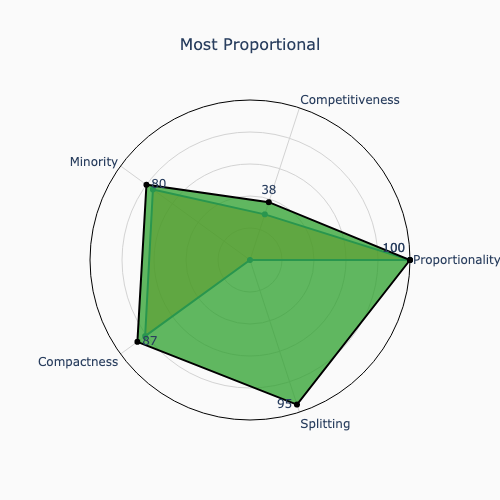 Most Proportional
Competitiveness
Minority
80
38
100
Proportionality
87
Compactness
95
Splitting